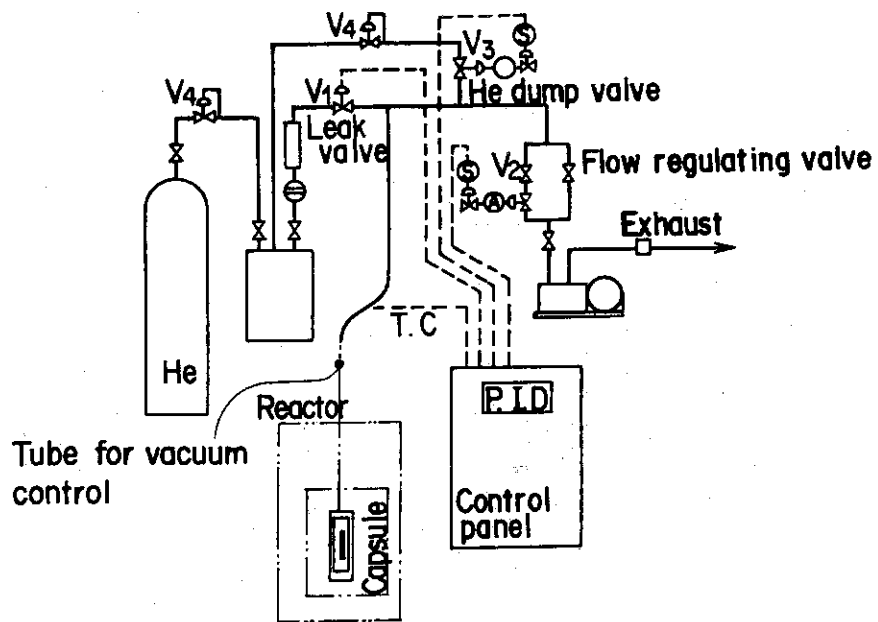 V4
S
V3
V4
V1
He dump valve
Leak
valve
S
V2
Flow regulating valve
A
Exhaust
T.C
He
P.I.D
Reactor
Tube for vacuum
control
Control
panel
Capsule